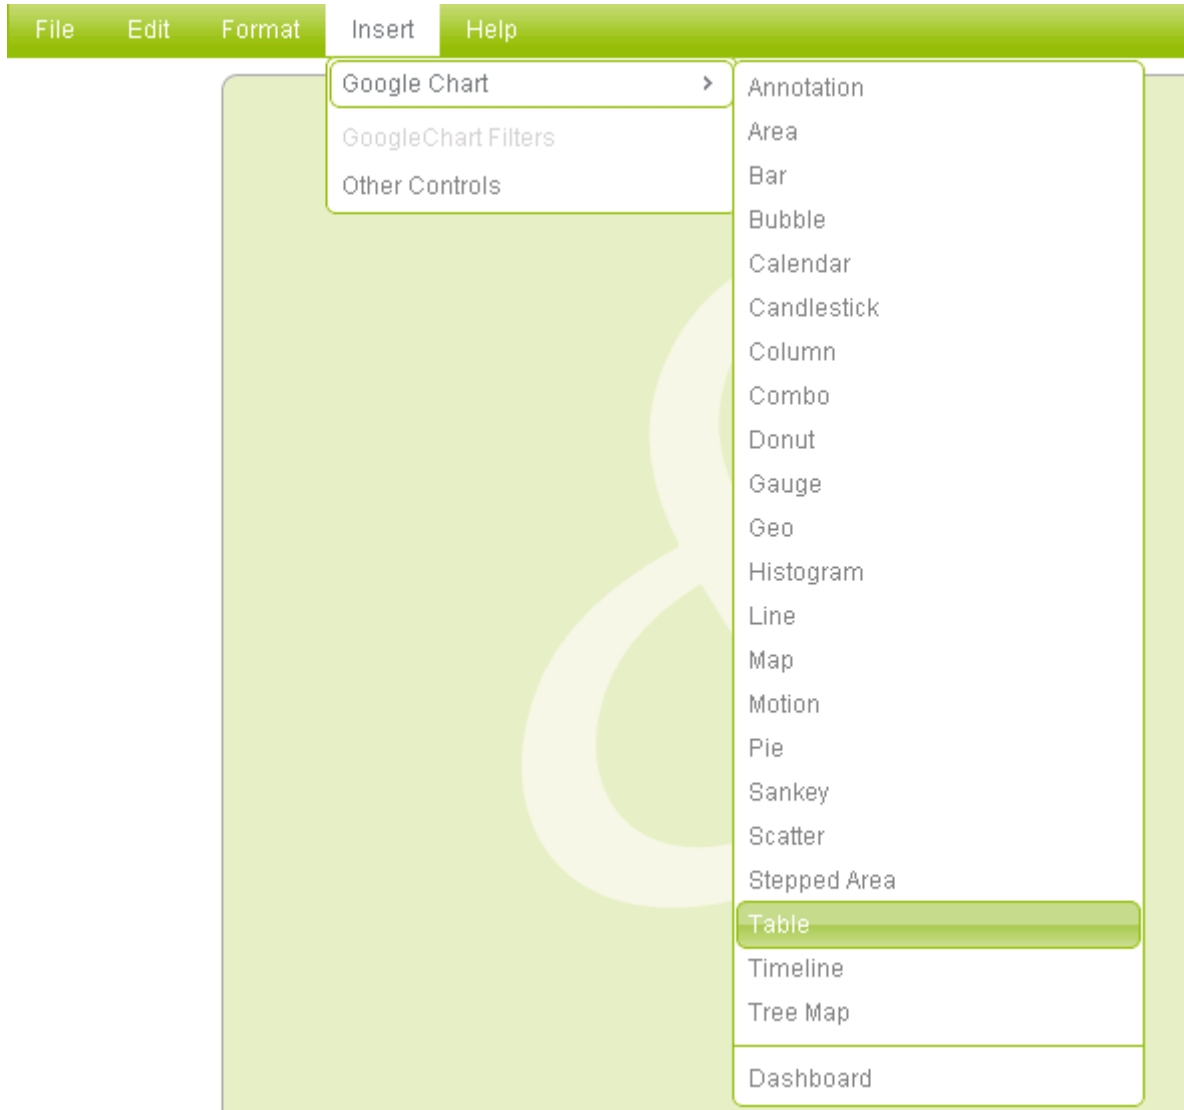 File Edit Format Insert Help
Google Chart
GoogleChart Filters
Other Controls
Annotation
Area
Bar
Bubble
Calendar
Candlestick
Column
Combo
Donut
Gauge
Geo
Histogram
Line
Map
Motion
Pie
Sankey
Scatter
Stepped Area
Table
Timeline
Tree Map
Dashboard